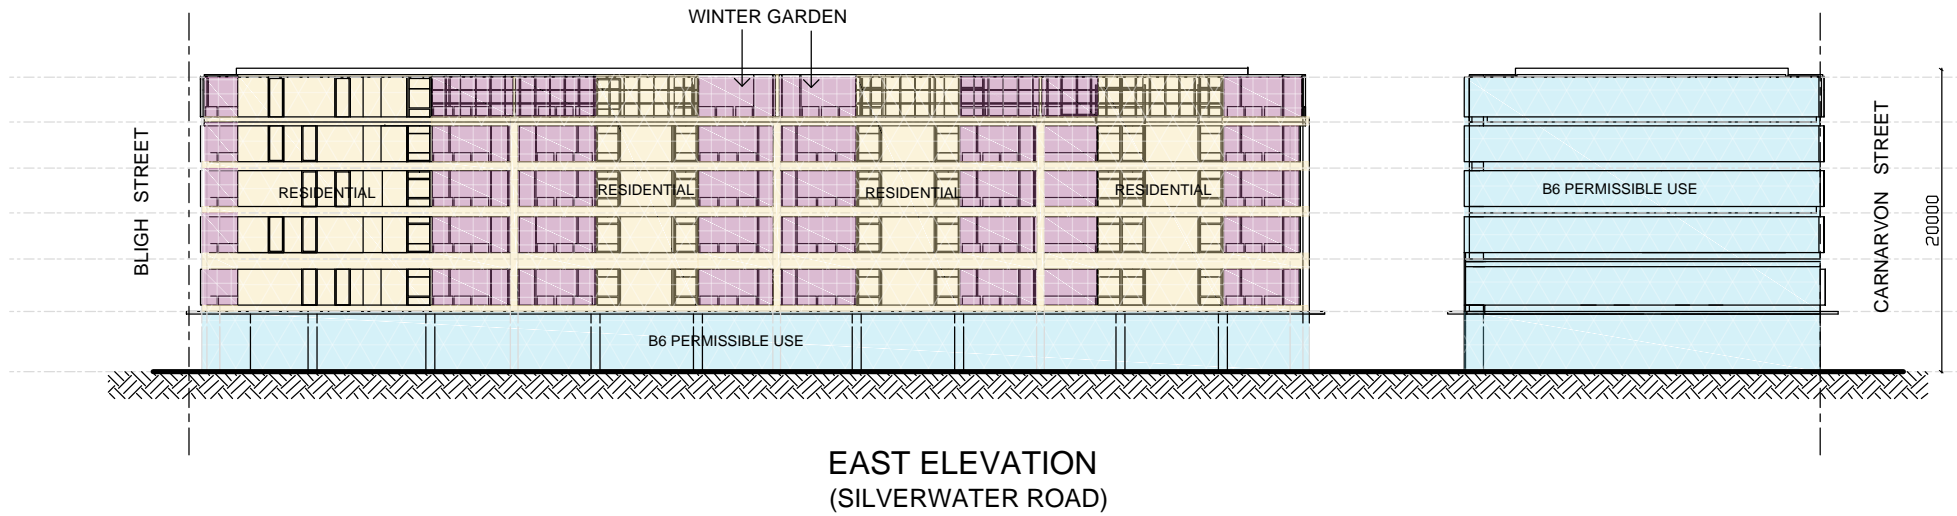 WINTER GARDEN
BLIGH STREET
RESIDENTIAL
RESIDENTIAL
RESIDENTIAL
RESIDENTIAL
B6 PERMISSIBLE USE
CARNARVON STREET
20000
B6 PERMISSIBLE USE
EAST ELEVATION
(SILVERWATER ROAD)